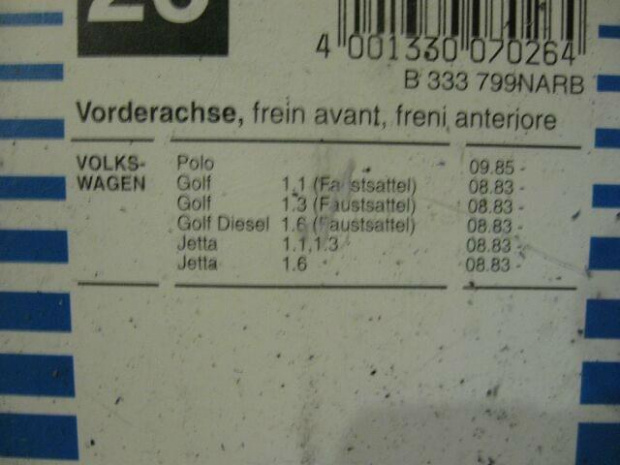 4 001330 070264
B 333 799NARB
Vorderachse, frein avant, freni anteriore
VOLKS-WAGEN Polo 09.85 -
Golf 1.1 (Faustsattel) 08.83 -
Golf 1.3 (Faustsattel) 08.83 -
Golf Diesel 1.6 (Faustsattel) 08.83 -
Jetta 1.1,1.3 08.83 -
Jetta 1.6 08.83 -